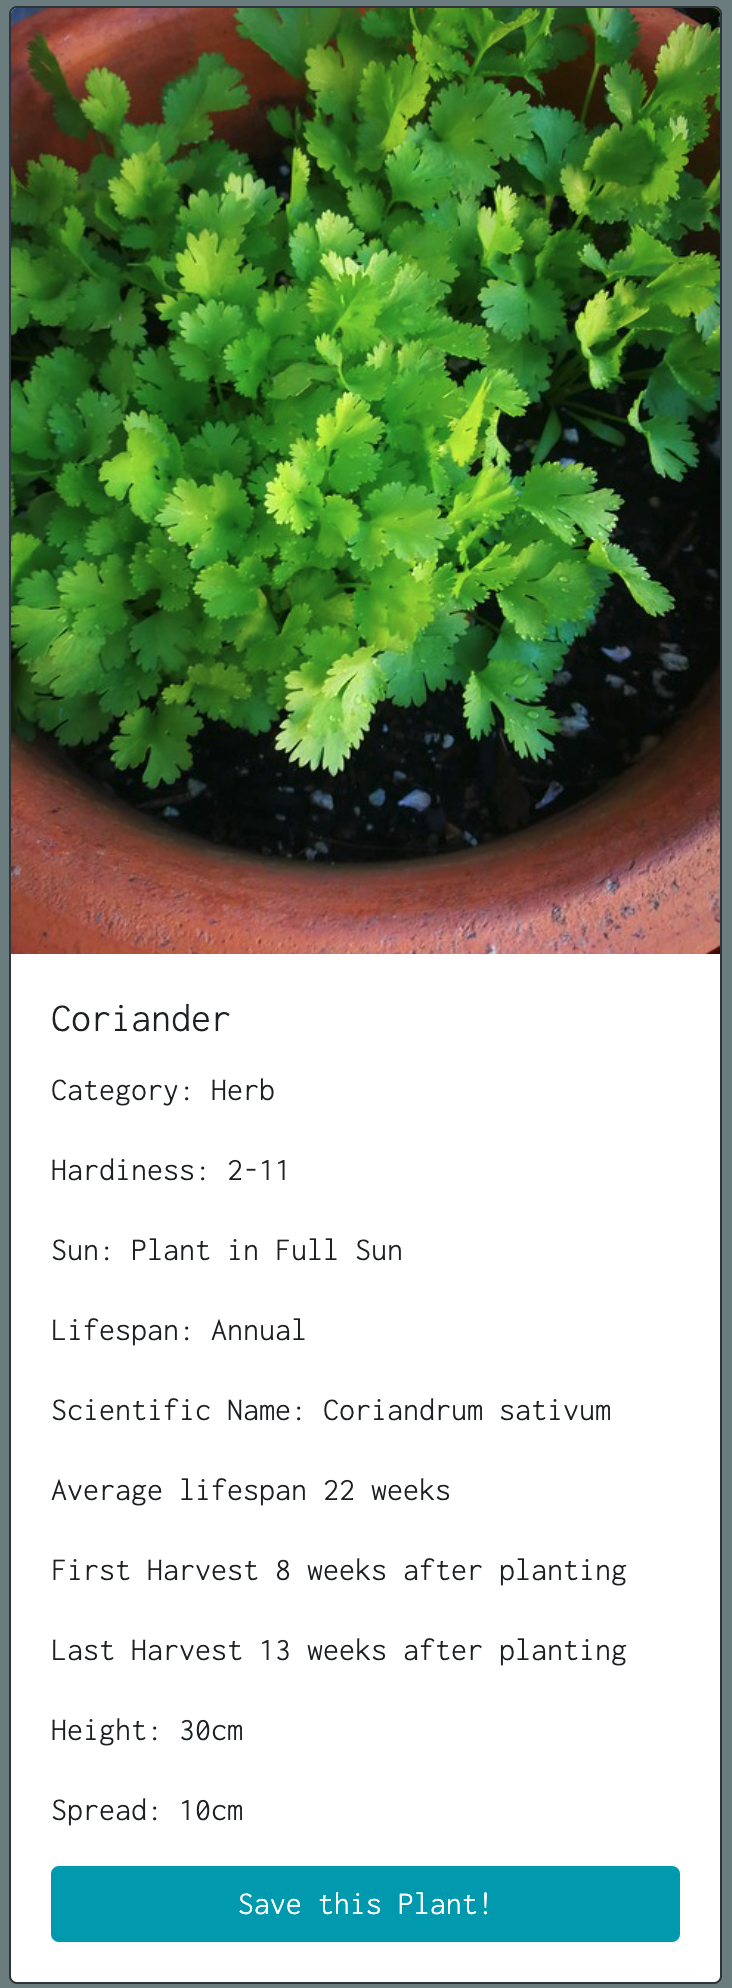 Coriander
Category: Herb
Hardiness: 2-11
Sun: Plant in Full Sun
Lifespan: Annual
Scientific Name: Coriandrum sativum
Average lifespan 22 weeks
First Harvest 8 weeks after planting
Last Harvest 13 weeks after planting
Height: 30cm
Spread: 10cm
Save this Plant!